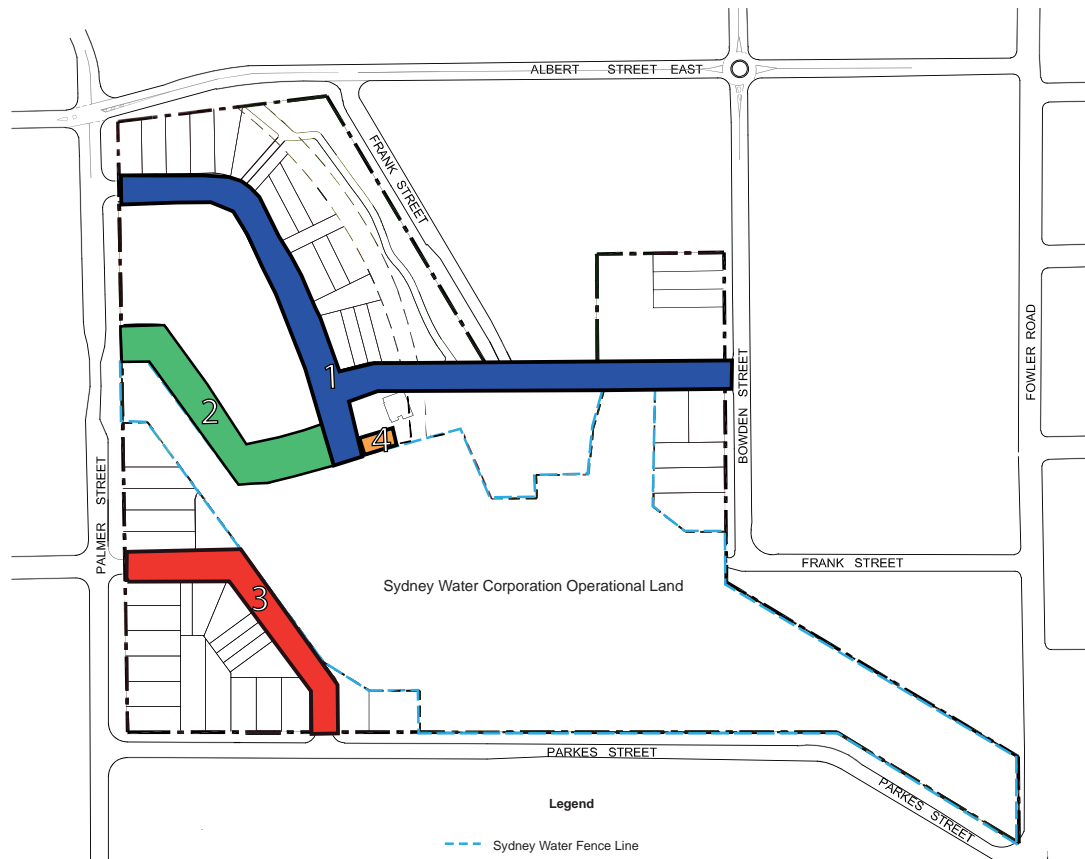 ALBERT STREET EAST
FRANK STREET
1
BOWDEN STREET
FOWLER ROAD
2
4
PALMER STREET
FRANK STREET
Sydney Water Corporation Operational Land
3
PARKES STREET
PARKES STREET
Legend
Sydney Water Fence Line